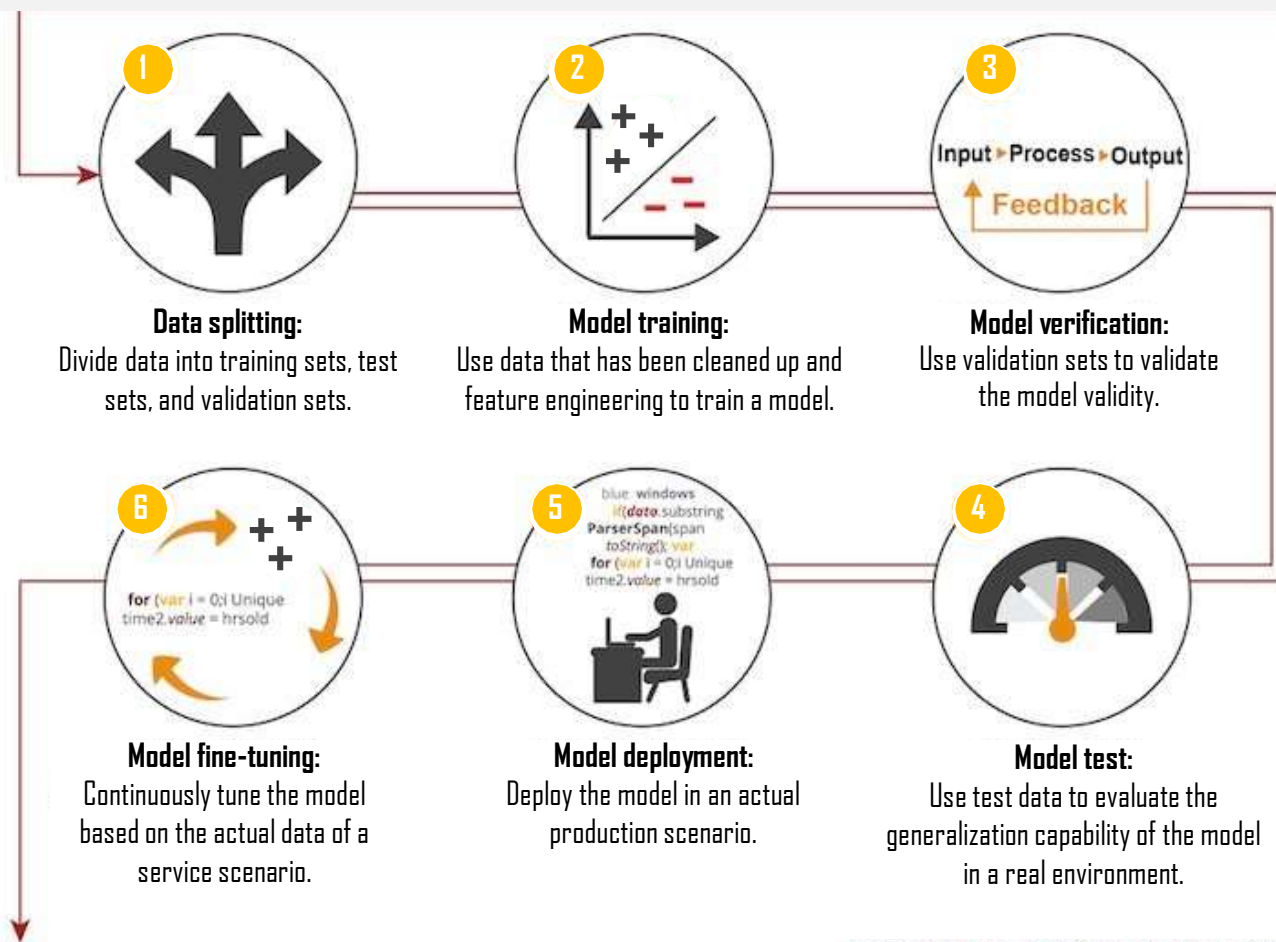 1
2
3
Input ▸ Process ▸ Output
Feedback
Data splitting:
Divide data into training sets, test
sets, and validation sets.
Model training:
Use data that has been cleaned up and
feature engineering to train a model.
Model verification:
Use validation sets to validate
the model validity.
6
for (var i = 0;i Unique
time2.value = hrsold
5
blue windows
if(data.substring
ParserSpan(span
toString(); var
for (var i = 0;i Unique
time2.value = hrsold
4
Model fine-tuning:
Continuously tune the model
based on the actual data of a
service scenario.
Model deployment:
Deploy the model in an actual
production scenario.
Model test:
Use test data to evaluate the
generalization capability of the model
in a real environment.